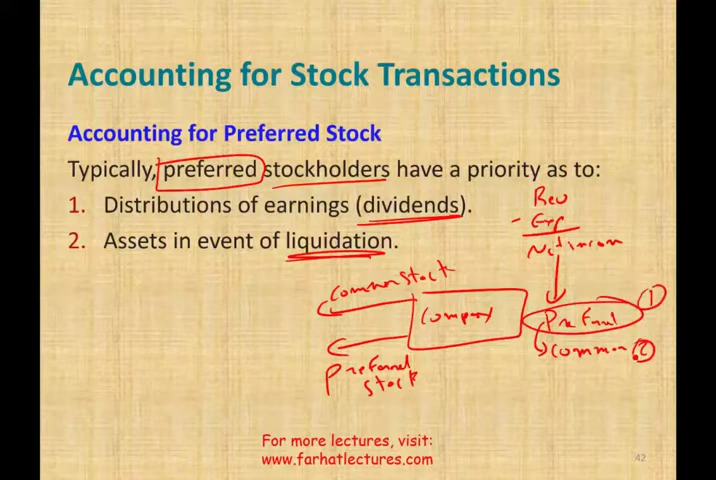 Accounting for Stock Transactions
Accounting for Preferred Stock
Typically, preferred stockholders have a priority as to:
1. Distributions of earnings (dividends).
2. Assets in event of liquidation.
Rev
- Exp
Net incom
common stock
company
Prefered
1
common 2
Preferred
stock
For more lectures, visit:
www.farhatlectures.com
42